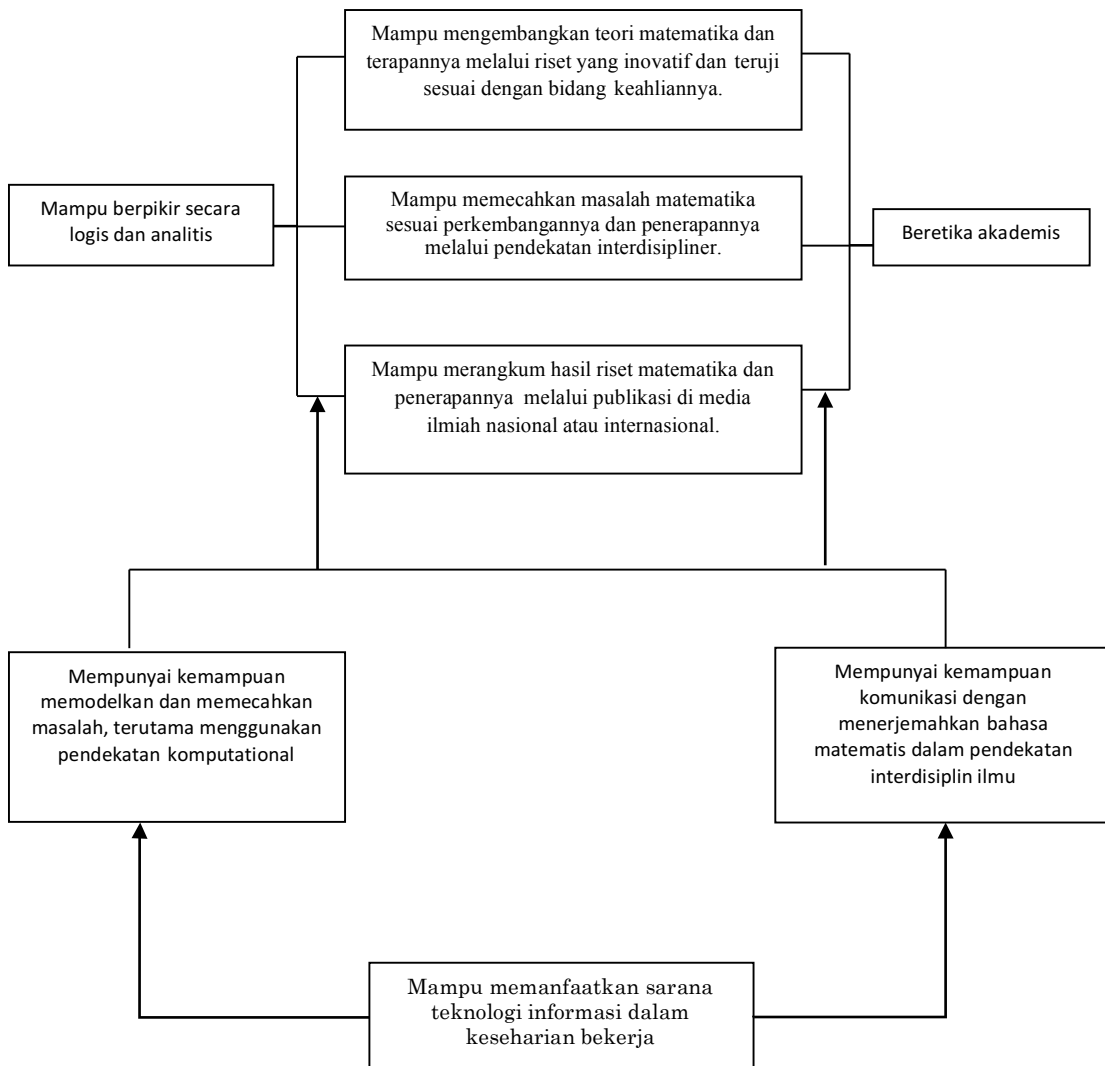 Mampu mengembangkan teori matematika dan
terapannya melalui riset yang inovatif dan teruji
sesuai dengan bidang keahliannya.
Mampu berpikir secara
logis dan analitis
Mampu memecahkan masalah matematika
sesuai perkembangannya dan penerapannya
melalui pendekatan interdisipliner.
Beretika akademis
Mampu merangkum hasil riset matematika dan
penerapannya melalui publikasi di media
ilmiah nasional atau internasional.
Mempunyai kemampuan
memodelkan dan memecahkan
masalah, terutama menggunakan
pendekatan komputational
Mempunyai kemampuan
komunikasi dengan
menerjemahkan bahasa
matematis dalam pendekatan
interdisiplin ilmu
Mampu memanfaatkan sarana
teknologi informasi dalam
keseharian bekerja